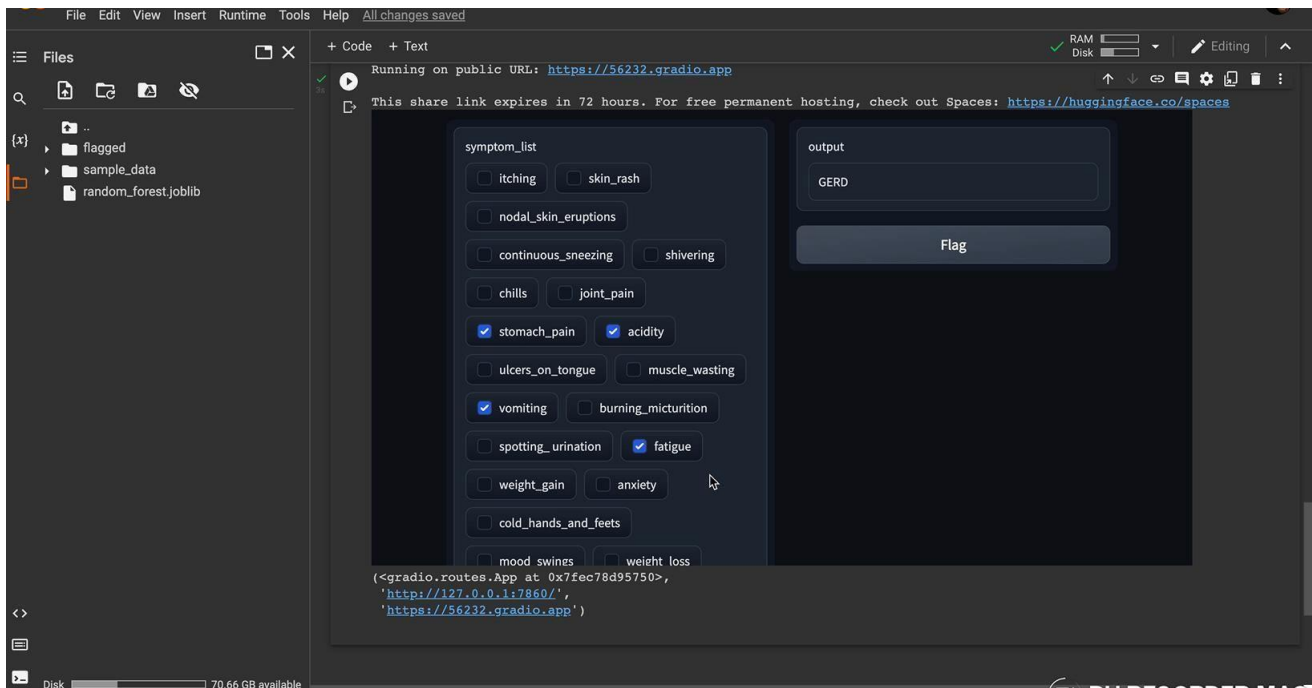 File Edit View Insert Runtime Tools Help All changes saved
Files
+ Code + Text
RAM
Disk
Editing
Running on public URL: https://56232.gradio.app
This share link expires in 72 hours. For free permanent hosting, check out Spaces: https://huggingface.co/spaces
{x}
..
flagged
sample_data
random_forest.joblib
symptom_list
itching skin_rash
nodal_skin_eruptions
continuous_sneezing shivering
chills joint_pain
stomach_pain acidity
ulcers_on_tongue muscle_wasting
vomiting burning_micturition
spotting_ urination fatigue
weight_gain anxiety
cold_hands_and_feets
mood_swings weight_loss
output
GERD
Flag
(<gradio.routes.App at 0x7fec78d95750>,
'http://127.0.0.1:7860/',
'https://56232.gradio.app')
Disk 70.66 GB available